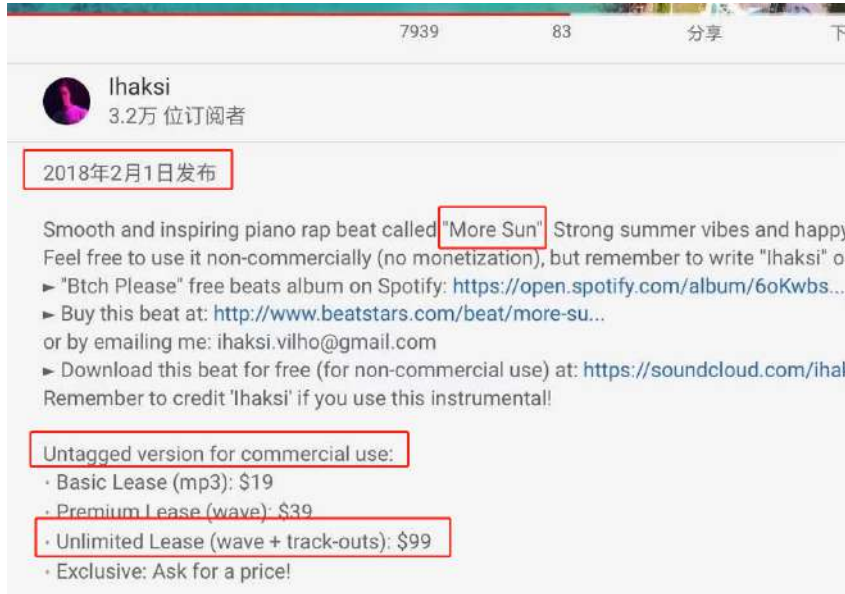 7939 83 分享 下
Ihaksi
3.2万 位订阅者
2018年2月1日发布
Smooth and inspiring piano rap beat called "More Sun" Strong summer vibes and happy
Feel free to use it non-commercially (no monetization), but remember to write "Ihaksi" o
► "Btch Please" free beats album on Spotify: https://open.spotify.com/album/6oKwbs...
► Buy this beat at: http://www.beatstars.com/beat/more-su...
or by emailing me: ihaksi.vilho@gmail.com
► Download this beat for free (for non-commercial use) at: https://soundcloud.com/ihak
Remember to credit 'Ihaksi' if you use this instrumental!
Untagged version for commercial use:
· Basic Lease (mp3): $19
· Premium Lease (wave): $39
· Unlimited Lease (wave + track-outs): $99
· Exclusive: Ask for a price!